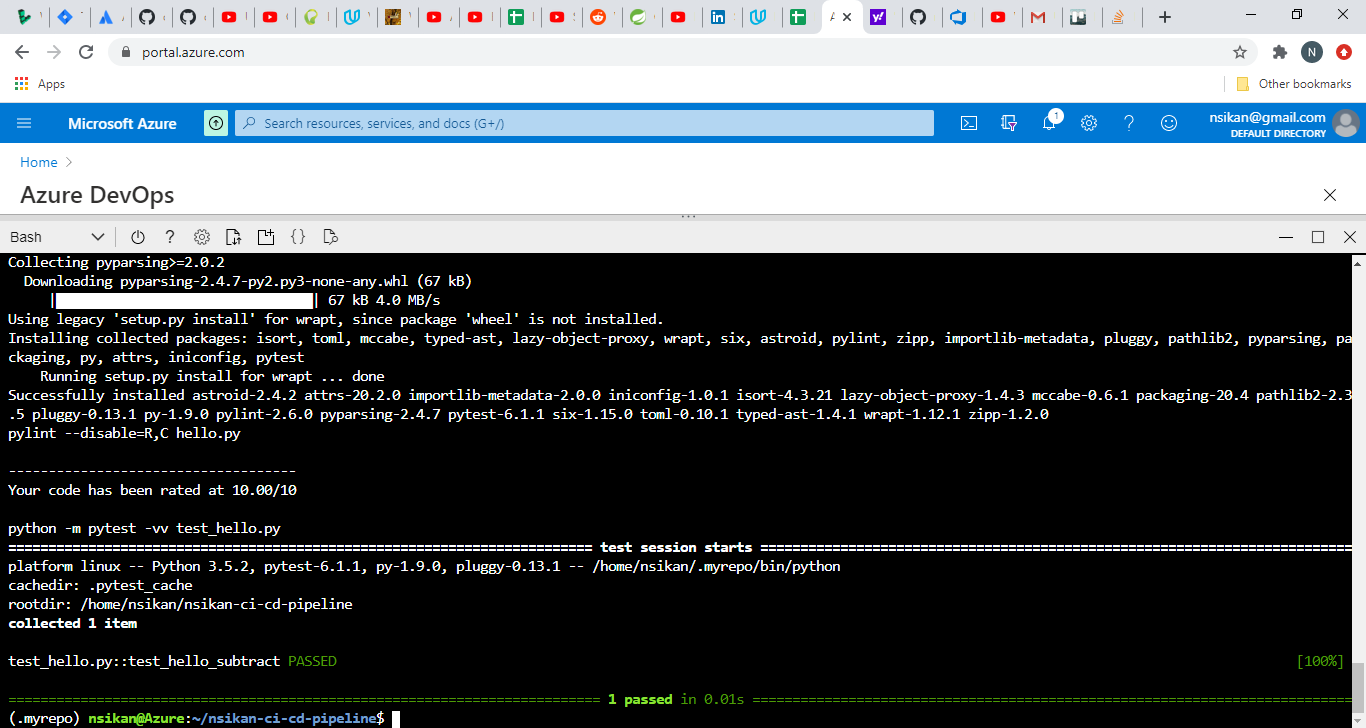 portal.azure.com
N
Apps
Other bookmarks
Microsoft Azure
Search resources, services, and docs (G+/)
1
nsikan@gmail.com
DEFAULT DIRECTORY
Home
Azure DevOps
Bash
Collecting pyparsing>=2.0.2
Downloading pyparsing-2.4.7-py2.py3-none-any.whl (67 kB)
| | 67 kB 4.0 MB/s
Using legacy 'setup.py install' for wrapt, since package 'wheel' is not installed.
Installing collected packages: isort, toml, mccabe, typed-ast, lazy-object-proxy, wrapt, six, astroid, pylint, zipp, importlib-metadata, pluggy, pathlib2, pyparsing, pa
ckaging, py, attrs, iniconfig, pytest
Running setup.py install for wrapt ... done
Successfully installed astroid-2.4.2 attrs-20.2.0 importlib-metadata-2.0.0 iniconfig-1.0.1 isort-4.3.21 lazy-object-proxy-1.4.3 mccabe-0.6.1 packaging-20.4 pathlib2-2.3
.5 pluggy-0.13.1 py-1.9.0 pylint-2.6.0 pyparsing-2.4.7 pytest-6.1.1 six-1.15.0 toml-0.10.1 typed-ast-1.4.1 wrapt-1.12.1 zipp-1.2.0
pylint --disable=R,C hello.py
------------------------------------
Your code has been rated at 10.00/10
python -m pytest -vv test_hello.py
========================================================================= test session starts ==========================================================================
platform linux -- Python 3.5.2, pytest-6.1.1, py-1.9.0, pluggy-0.13.1 -- /home/nsikan/.myrepo/bin/python
cachedir: .pytest_cache
rootdir: /home/nsikan/nsikan-ci-cd-pipeline
collected 1 item
test_hello.py::test_hello_subtract PASSED [100%]
========================================================================== 1 passed in 0.01s ===========================================================================
(.myrepo) nsikan@Azure:~/nsikan-ci-cd-pipeline$